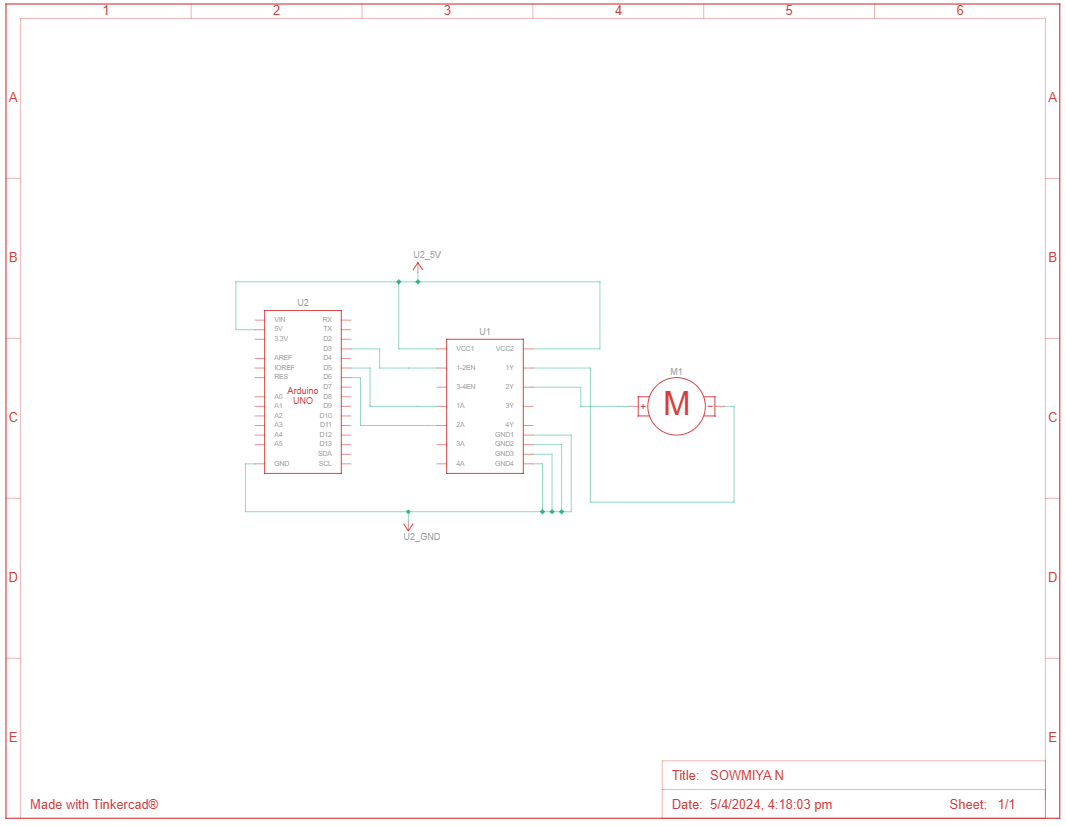 1 2 3 4 5 6
A A
U2_5V
B B
U2
VIN RX
5V TX
3.3V D2
D3
AREF D4
IOREF D5
RES D6
D7
A0 D8
A1 D9
A2 D10
A3 D11
A4 D12
A5 D13
SDA
GND SCL
Arduino
UNO
U1
VCC1 VCC2
1-2EN 1Y
3-4EN 2Y
1A 3Y
2A 4Y
GND1
3A GND2
GND3
4A GND4
M1
+ M −
C C
U2_GND
D D
E E
Title: SOWMIYA N
Made with Tinkercad®
Date: 5/4/2024, 4:18:03 pm Sheet: 1/1